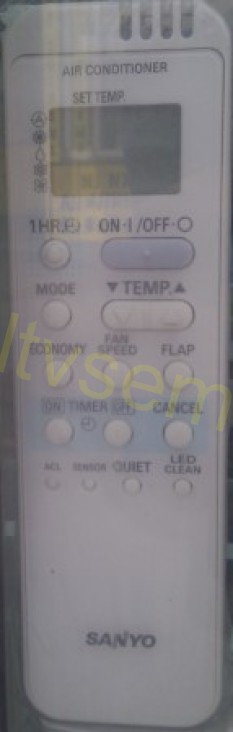 AIR CONDITIONER
SET TEMP.
1HR. ON·I/OFF·O
MODE ▼TEMP.▲
ECONOMY FAN SPEED FLAP
ON TIMER OFF CANCEL
ACL SENSOR QUIET LED CLEAN
ltvsem
SANYO